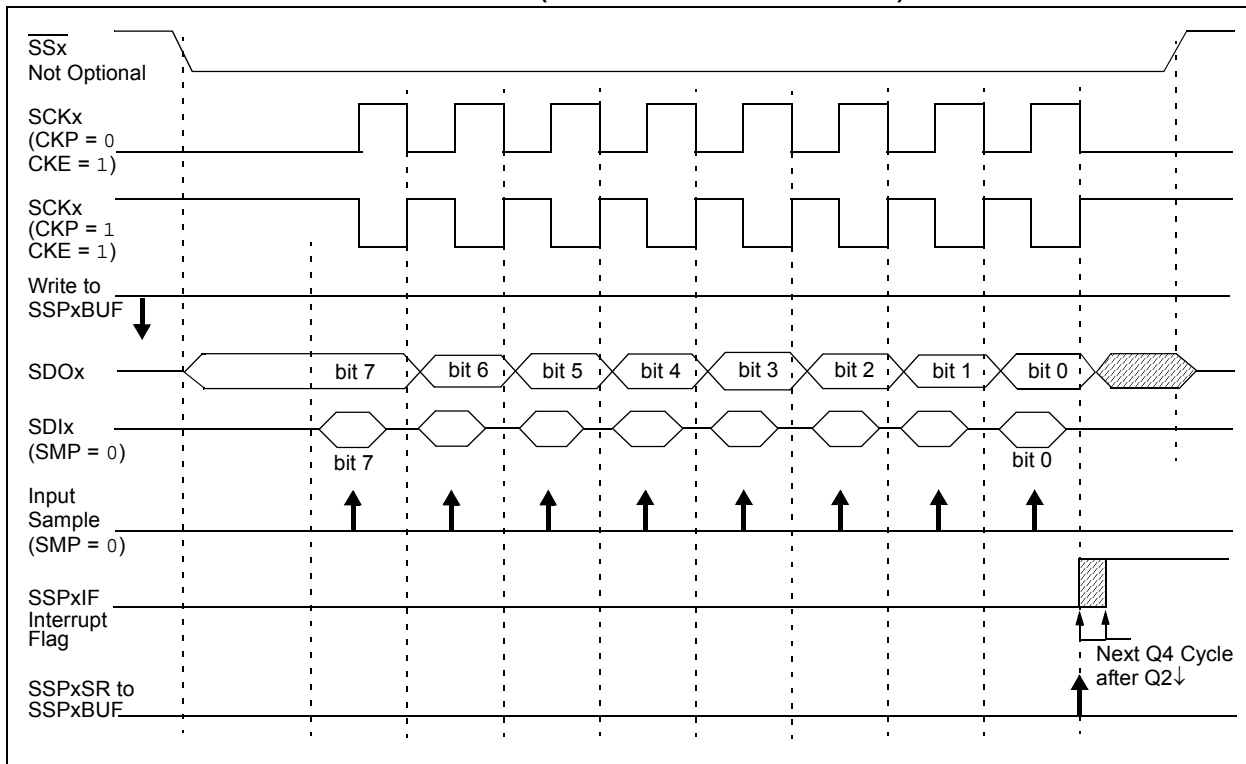 SSx
Not Optional
SCKx
(CKP = 0
CKE = 1)
SCKx
(CKP = 1
CKE = 1)
Write to
SSPxBUF
SDOx
bit 7
bit 6
bit 5
bit 4
bit 3
bit 2
bit 1
bit 0
SDIx
(SMP = 0)
bit 7
bit 0
Input
Sample
(SMP = 0)
SSPxIF
Interrupt
Flag
Next Q4 Cycle
after Q2↓
SSPxSR to
SSPxBUF